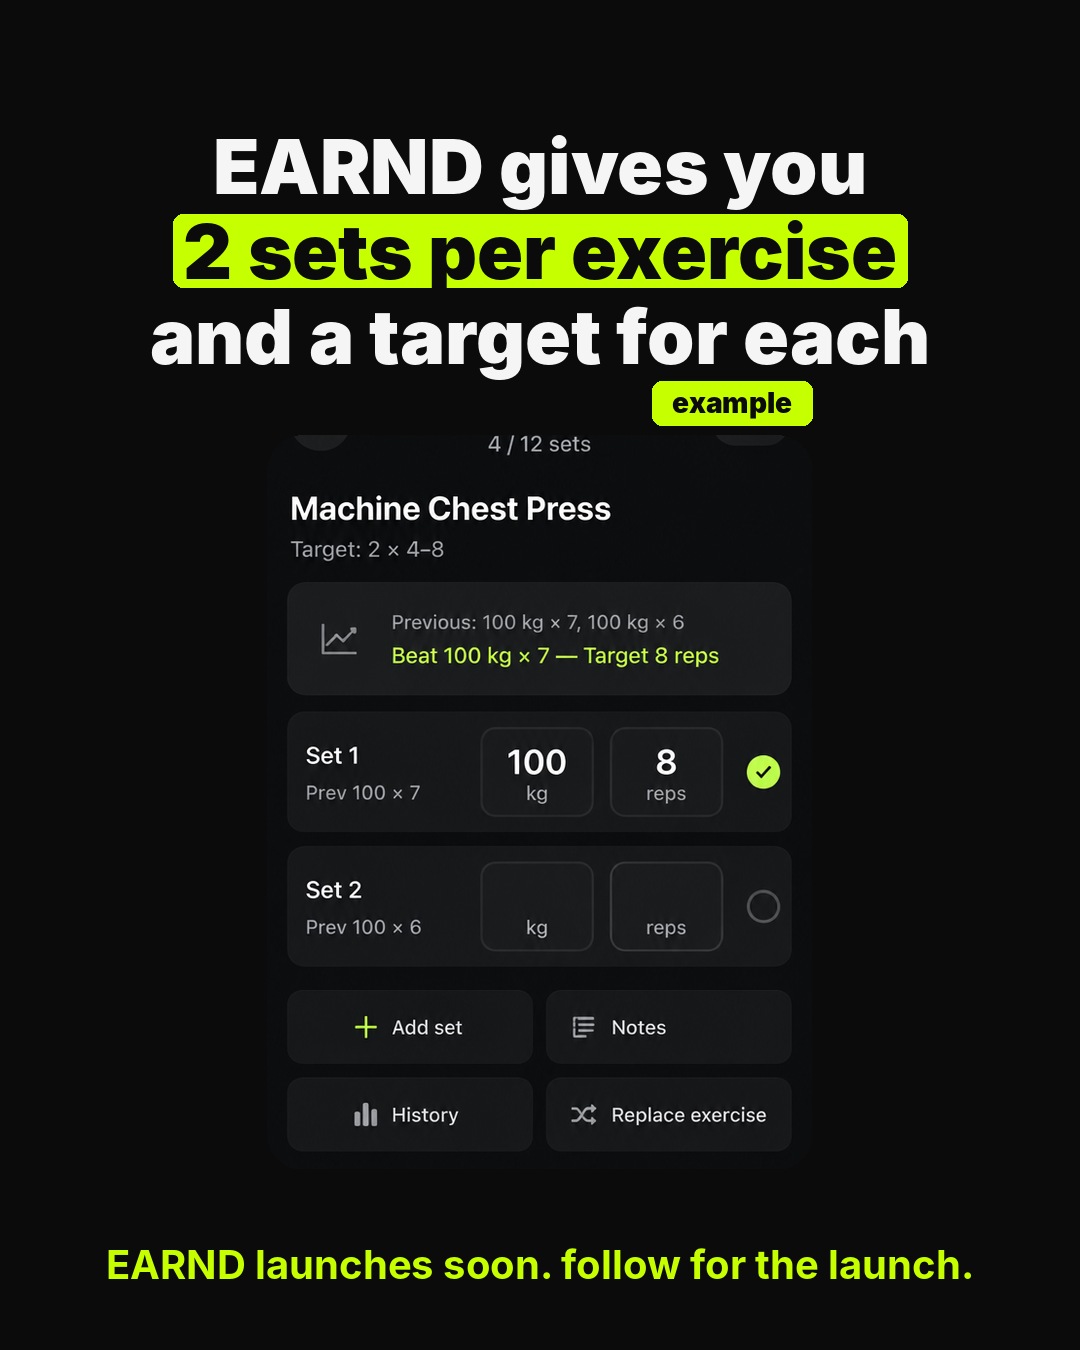 EARND gives you
2 sets per exercise
and a target for each
example
4 / 12 sets
Machine Chest Press
Target: 2 × 4–8
Previous: 100 kg × 7, 100 kg × 6
Beat 100 kg × 7 — Target 8 reps
Set 1
Prev 100 × 7
100
kg
8
reps
Set 2
Prev 100 × 6
kg
reps
Add set
Notes
History
Replace exercise
EARND launches soon. follow for the launch.